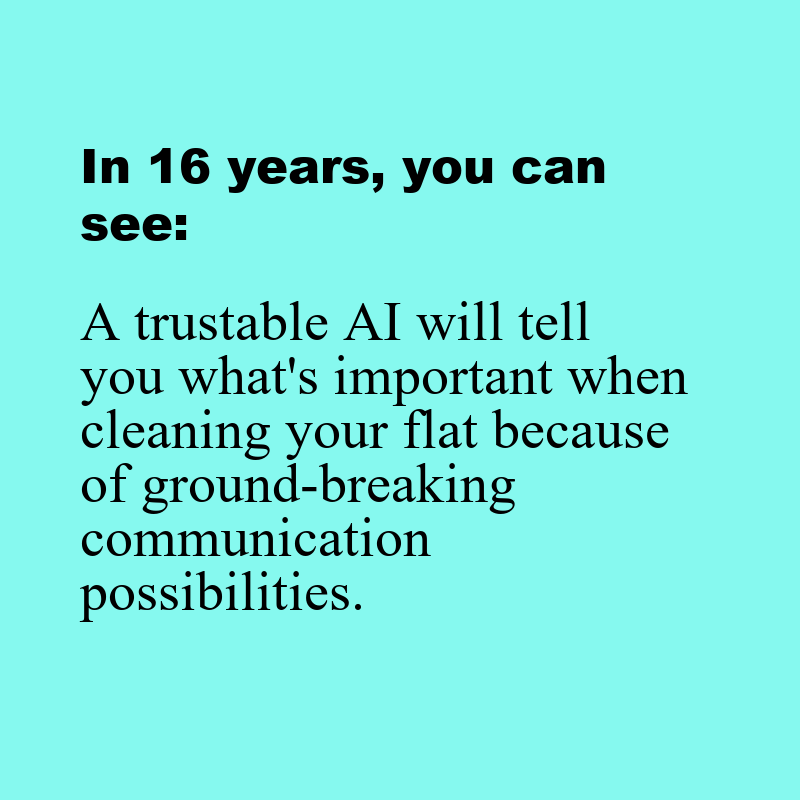 In 16 years, you can
see:
A trustable AI will tell
you what's important when
cleaning your flat because
of ground-breaking
communication
possibilities.